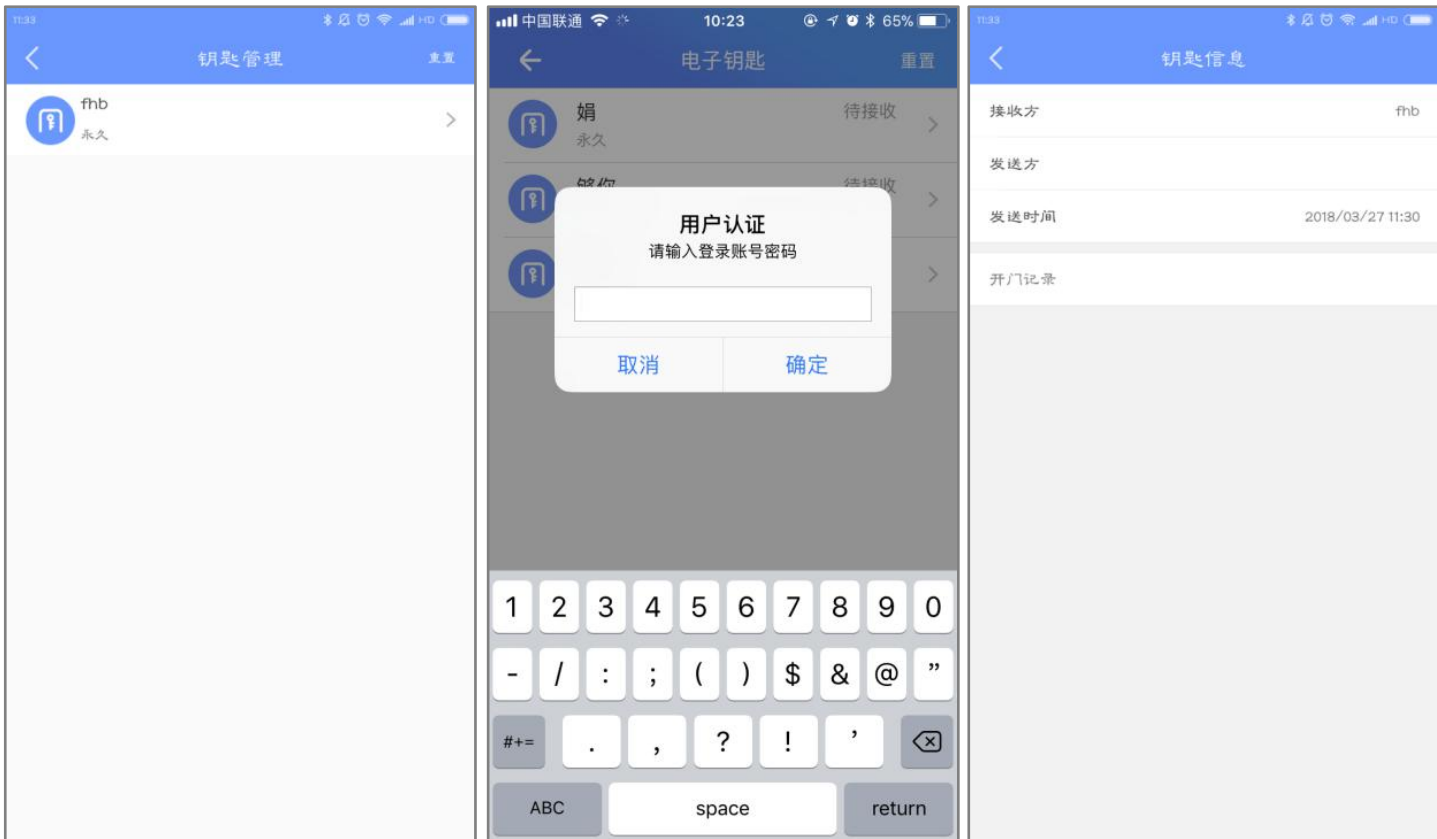 11:33
HD
钥匙管理
重置
fhb
永久
中国联通
10:23
65%
电子钥匙
重置
娟
待接收
永久
够你
待接收
用户认证
请输入登录账号密码
取消
确定
1 2 3 4 5 6 7 8 9 0
- / : ; ( ) $ & @ ”
#+= . , ? ! ’
ABC space return
11:33
HD
钥匙信息
接收方
fhb
发送方
发送时间
2018/03/27 11:30
开门记录